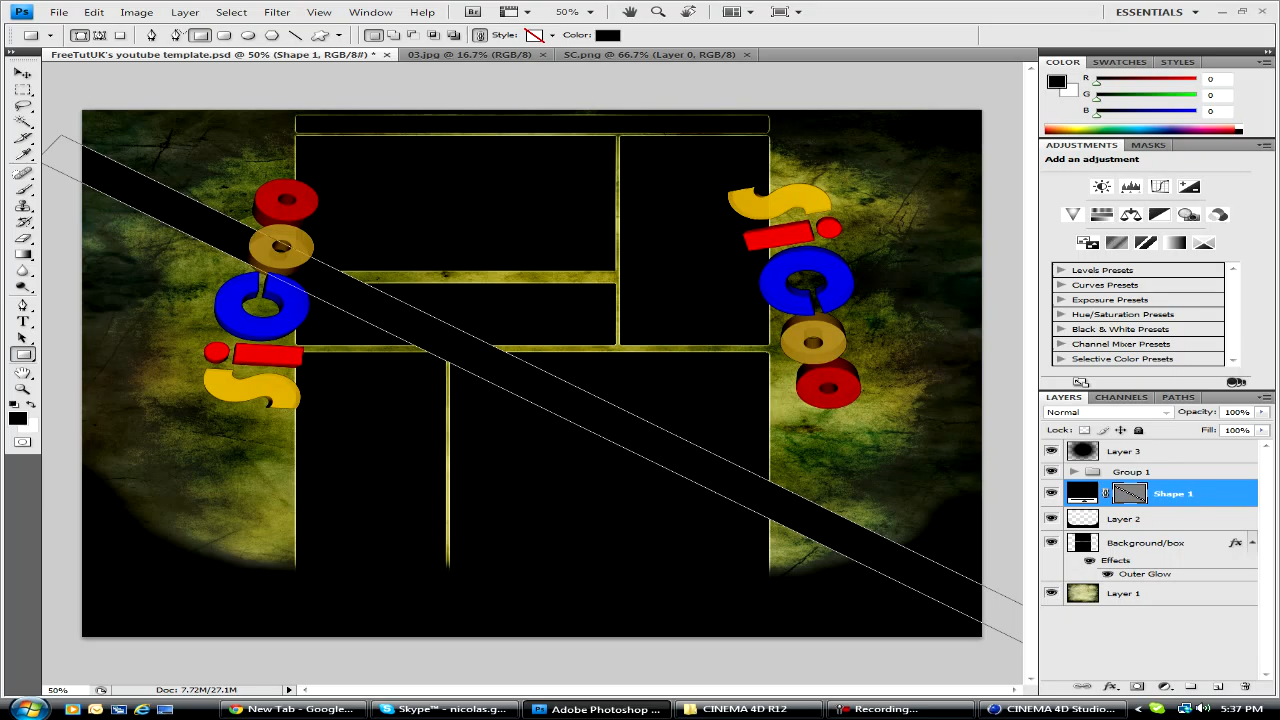 Ps File Edit Image Layer Select Filter View Window Help Br 50% ESSENTIALS
Style: Color:
FreeTutUK's youtube template.psd @ 50% (Shape 1, RGB/8#) * 03.jpg @ 16.7% (RGB/8) SC.png @ 66.7% (Layer 0, RGB/8)
COLOR SWATCHES STYLES
R 0
G 0
B 0
ADJUSTMENTS MASKS
Add an adjustment
Levels Presets
Curves Presets
Exposure Presets
Hue/Saturation Presets
Black & White Presets
Channel Mixer Presets
Selective Color Presets
LAYERS CHANNELS PATHS
Normal Opacity: 100%
Lock: Fill: 100%
Layer 3
Group 1
Shape 1
Layer 2
Background/box fx
Effects
Outer Glow
Layer 1
50% Doc: 7.72M/27.1M
New Tab - Google... Skype™ - nicolas.g... Adobe Photoshop ... CINEMA 4D R12 Recording... CINEMA 4D Studio... 5:37 PM